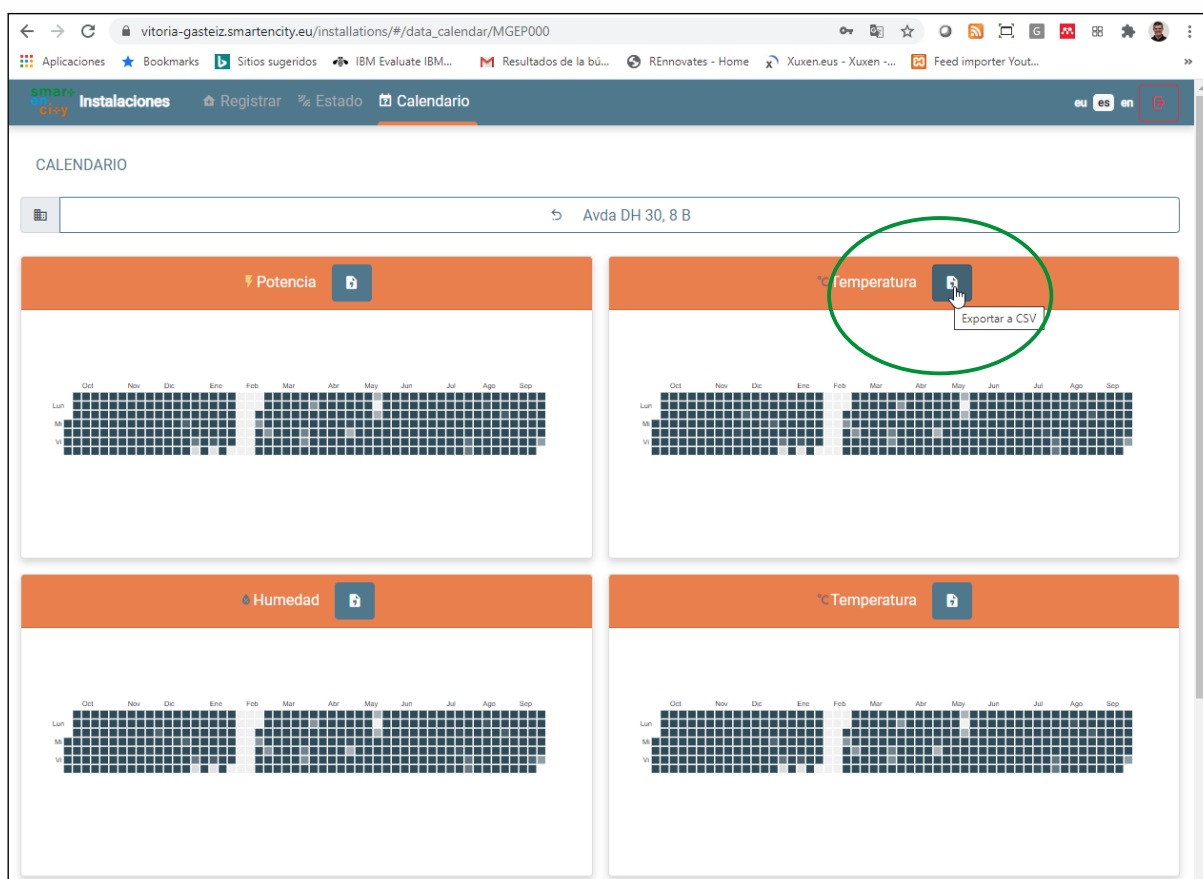 vitoria-gasteiz.smartencity.eu/installations/#/data_calendar/MGEP000
Aplicaciones Bookmarks Sitios sugeridos IBM Evaluate IBM... Resultados de la bú... REnnovates - Home Xuxen.eus - Xuxen -... Feed importer Yout... »
smart en city Instalaciones Registrar Estado Calendario eu es en
CALENDARIO
Avda DH 30, 8 B
Potencia
°C Temperatura
Exportar a CSV
Oct Nov Dic Ene Feb Mar Abr May Jun Jul Ago Sep
Lun
Mi
Vi
Oct Nov Dic Ene Feb Mar Abr May Jun Jul Ago Sep
Lun
Mi
Vi
Humedad
°C Temperatura
Oct Nov Dic Ene Feb Mar Abr May Jun Jul Ago Sep
Lun
Mi
Vi
Oct Nov Dic Ene Feb Mar Abr May Jun Jul Ago Sep
Lun
Mi
Vi